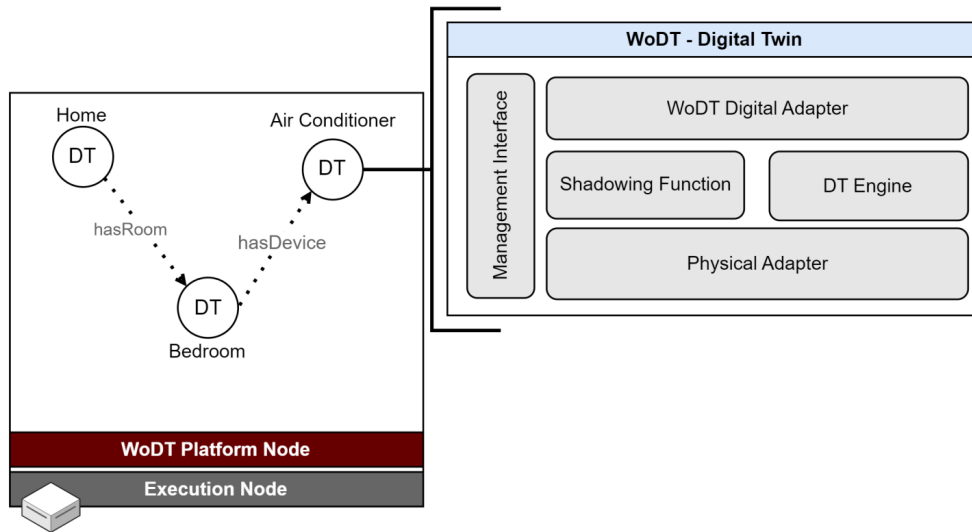 Home
DT
hasRoom
DT
Bedroom
hasDevice
Air Conditioner
DT
WoDT Platform Node
Execution Node
WoDT - Digital Twin
Management Interface
WoDT Digital Adapter
Shadowing Function
DT Engine
Physical Adapter